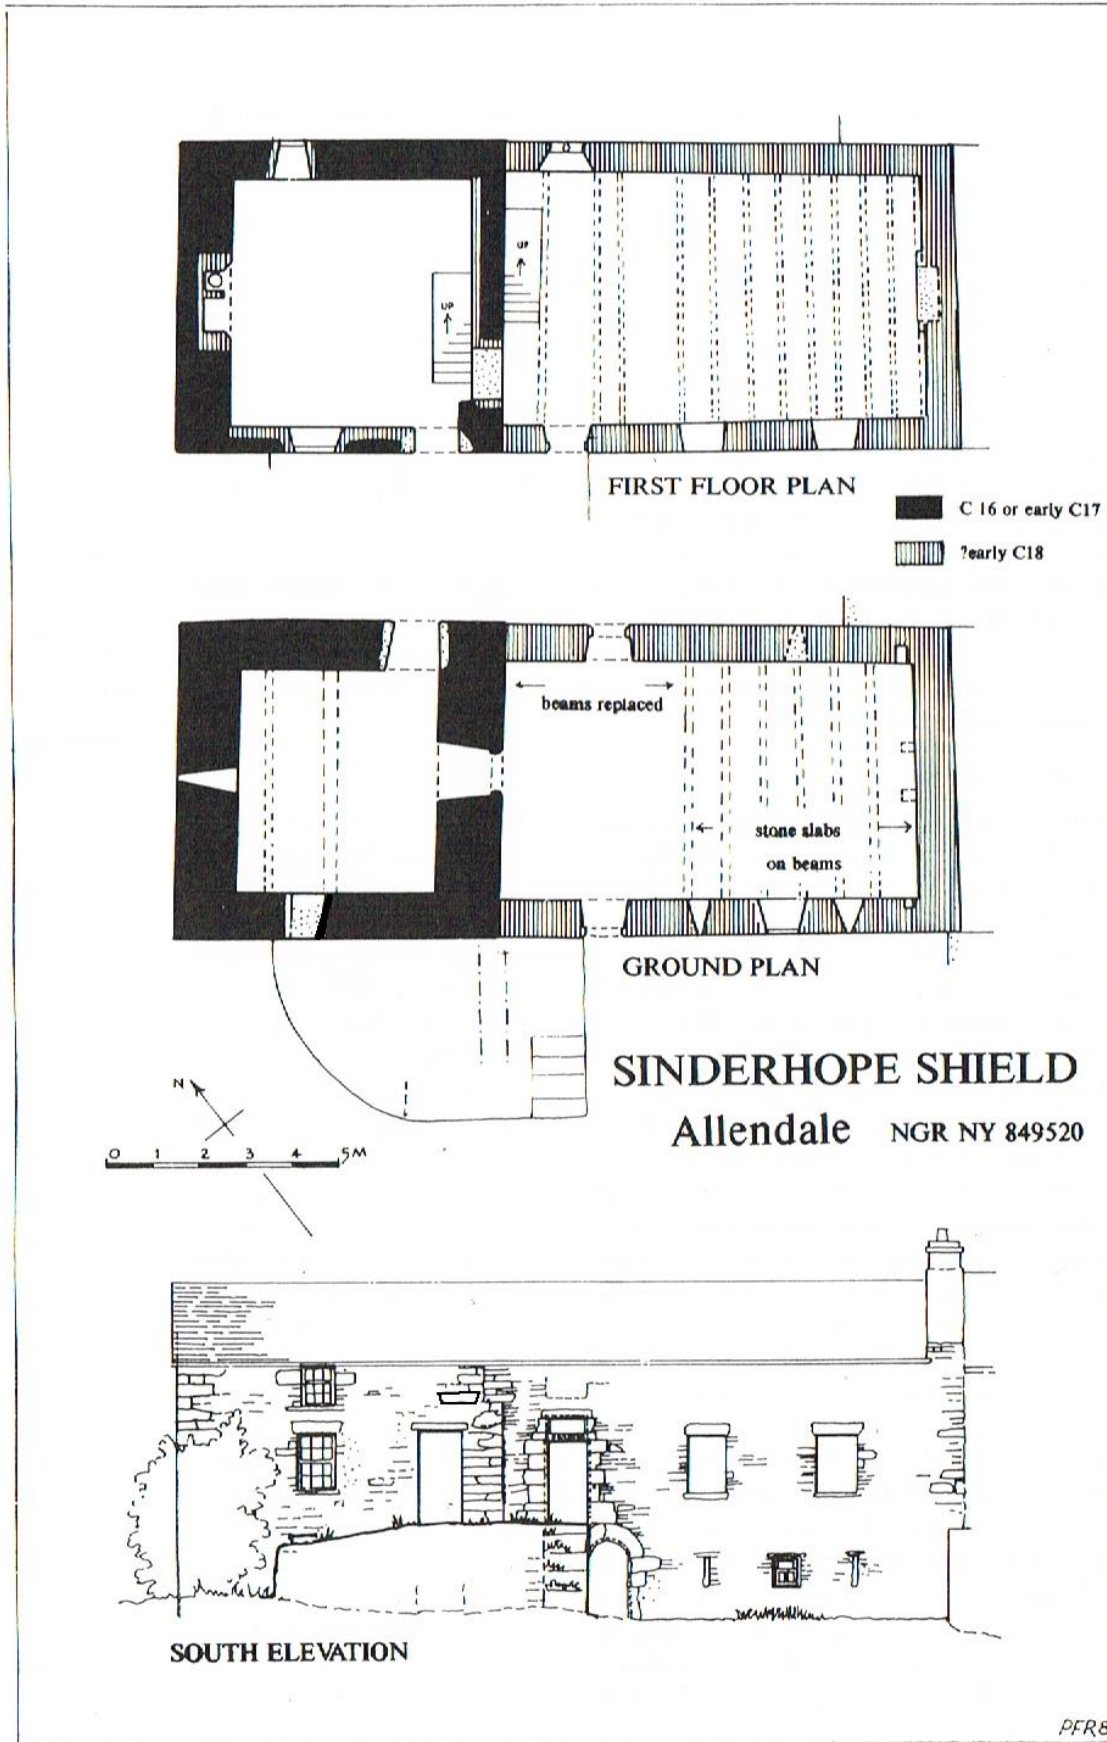 UP
UP
FIRST FLOOR PLAN
C 16 or early C17
?early C18
beams replaced
stone slabs
on beams
GROUND PLAN
SINDERHOPE SHIELD
Allendale NGR NY 849520
N
0 1 2 3 4 5M
SOUTH ELEVATION
PFR8